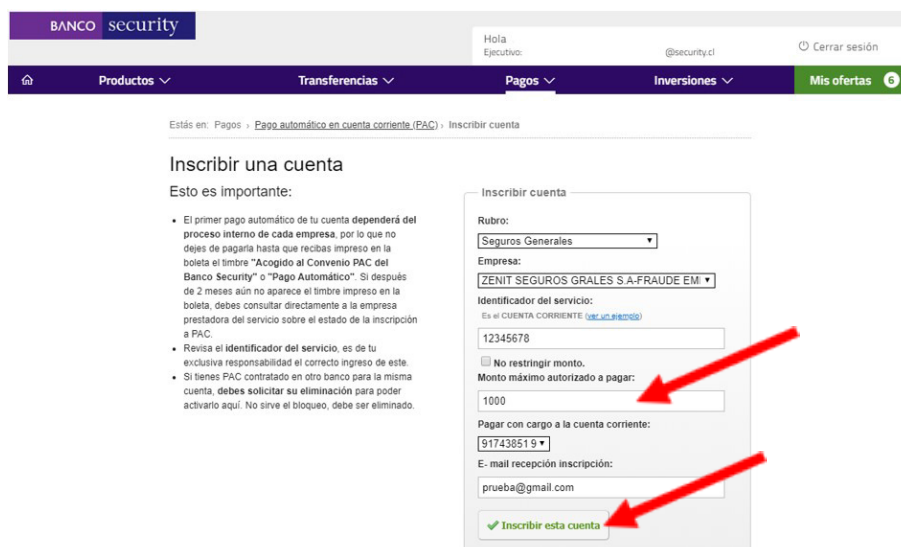 BANCO security
Hola
Ejecutivo: @security.cl
Cerrar sesión
Productos
Transferencias
Pagos
Inversiones
Mis ofertas 6
Estás en: Pagos › Pago automático en cuenta corriente (PAC) › Inscribir cuenta
Inscribir una cuenta
Esto es importante:
• El primer pago automático de tu cuenta dependerá del
proceso interno de cada empresa, por lo que no
dejes de pagarla hasta que recibas impreso en la
boleta el timbre "Acogido al Convenio PAC del
Banco Security" o "Pago Automático". Si después
de 2 meses aún no aparece el timbre impreso en la
boleta, debes consultar directamente a la empresa
prestadora del servicio sobre el estado de la inscripción
a PAC.
• Revisa el identificador del servicio, es de tu
exclusiva responsabilidad el correcto ingreso de este.
• Si tienes PAC contratado en otro banco para la misma
cuenta, debes solicitar su eliminación para poder
activarlo aquí. No sirve el bloqueo, debe ser eliminado.
Inscribir cuenta
Rubro:
Seguros Generales
Empresa:
ZENIT SEGUROS GRALES S.A-FRAUDE EMI
Identificador del servicio:
Es el CUENTA CORRIENTE (ver un ejemplo)
12345678
No restringir monto.
Monto máximo autorizado a pagar:
1000
Pagar con cargo a la cuenta corriente:
91743851 9
E- mail recepción inscripción:
prueba@gmail.com
Inscribir esta cuenta